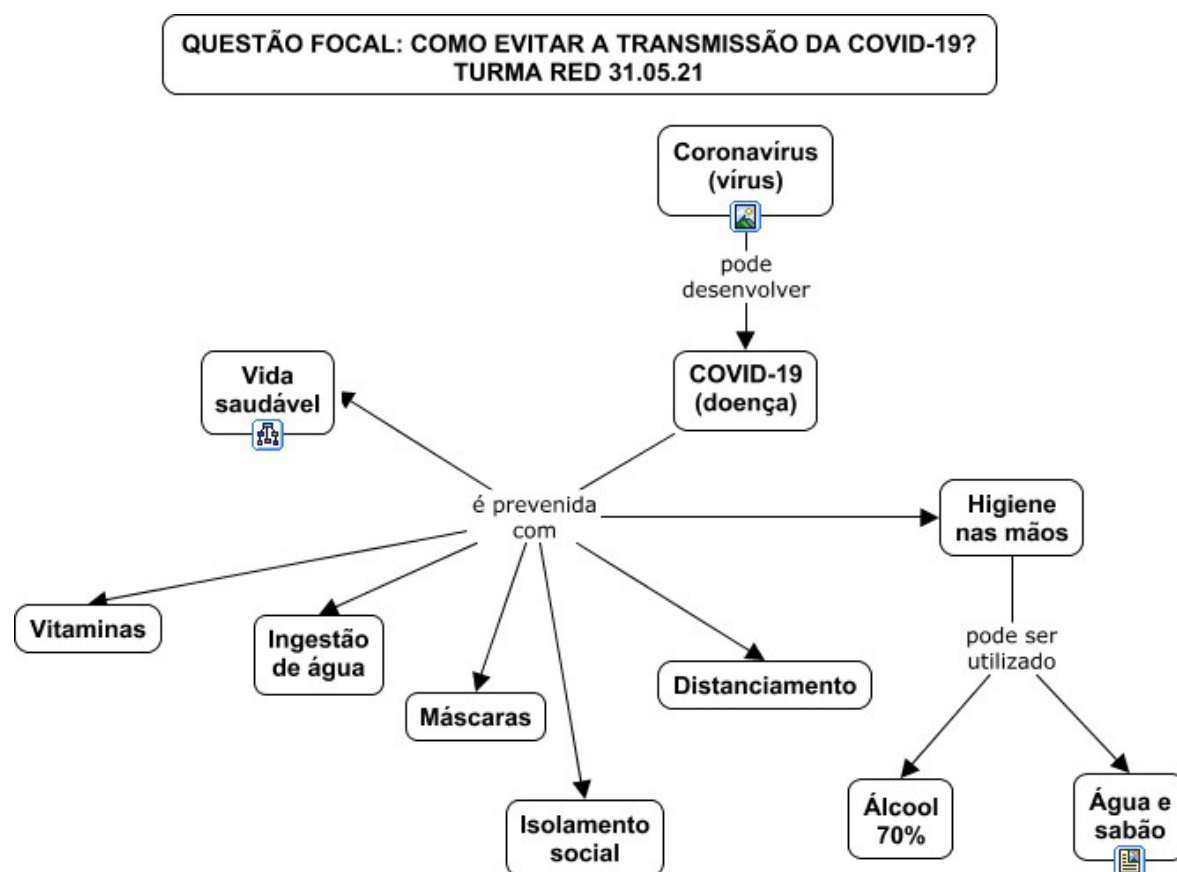 QUESTÃO FOCAL: COMO EVITAR A TRANSMISSÃO DA COVID-19?
TURMA RED 31.05.21
Coronavírus
(vírus)
pode
desenvolver
Vida
saudável
COVID-19
(doença)
é prevenida
com
Higiene
nas mãos
Vitaminas
Ingestão
de água
Máscaras
Distanciamento
pode ser
utilizado
Isolamento
social
Álcool
70%
Água e
sabão